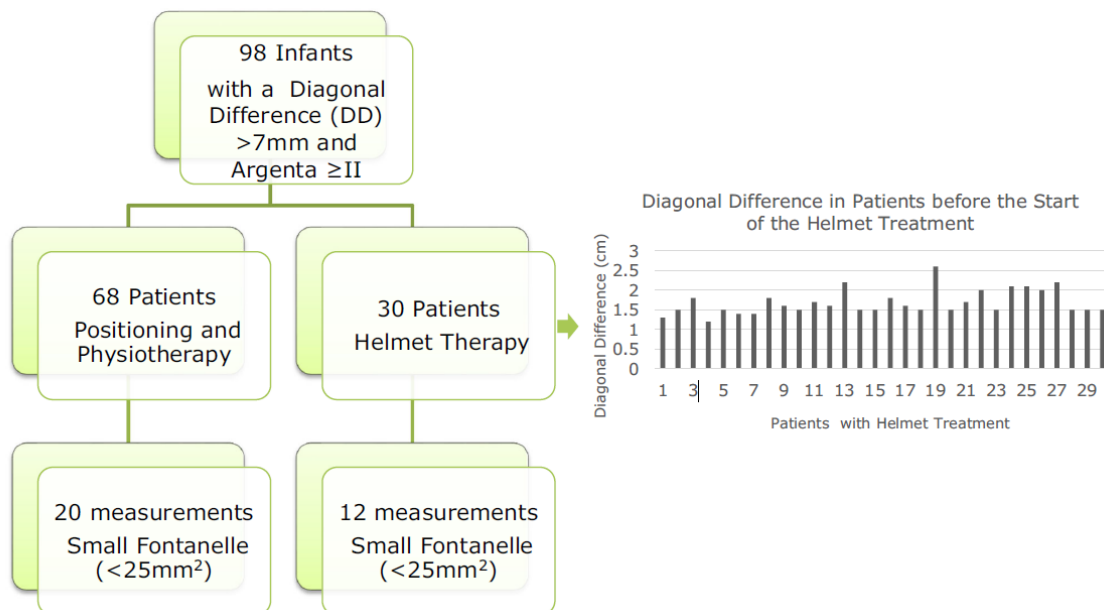 98 Infants
with a Diagonal
Difference (DD)
>7mm and
Argenta ≥II
68 Patients
Positioning and
Physiotherapy
30 Patients
Helmet Therapy
20 measurements
Small Fontanelle
(<25mm²)
12 measurements
Small Fontanelle
(<25mm²)
Diagonal Difference in Patients before the Start
of the Helmet Treatment
Diagonal Difference (cm)
3
2.5
2
1.5
1
0.5
0
1 3 5 7 9 11 13 15 17 19 21 23 25 27 29
Patients with Helmet Treatment